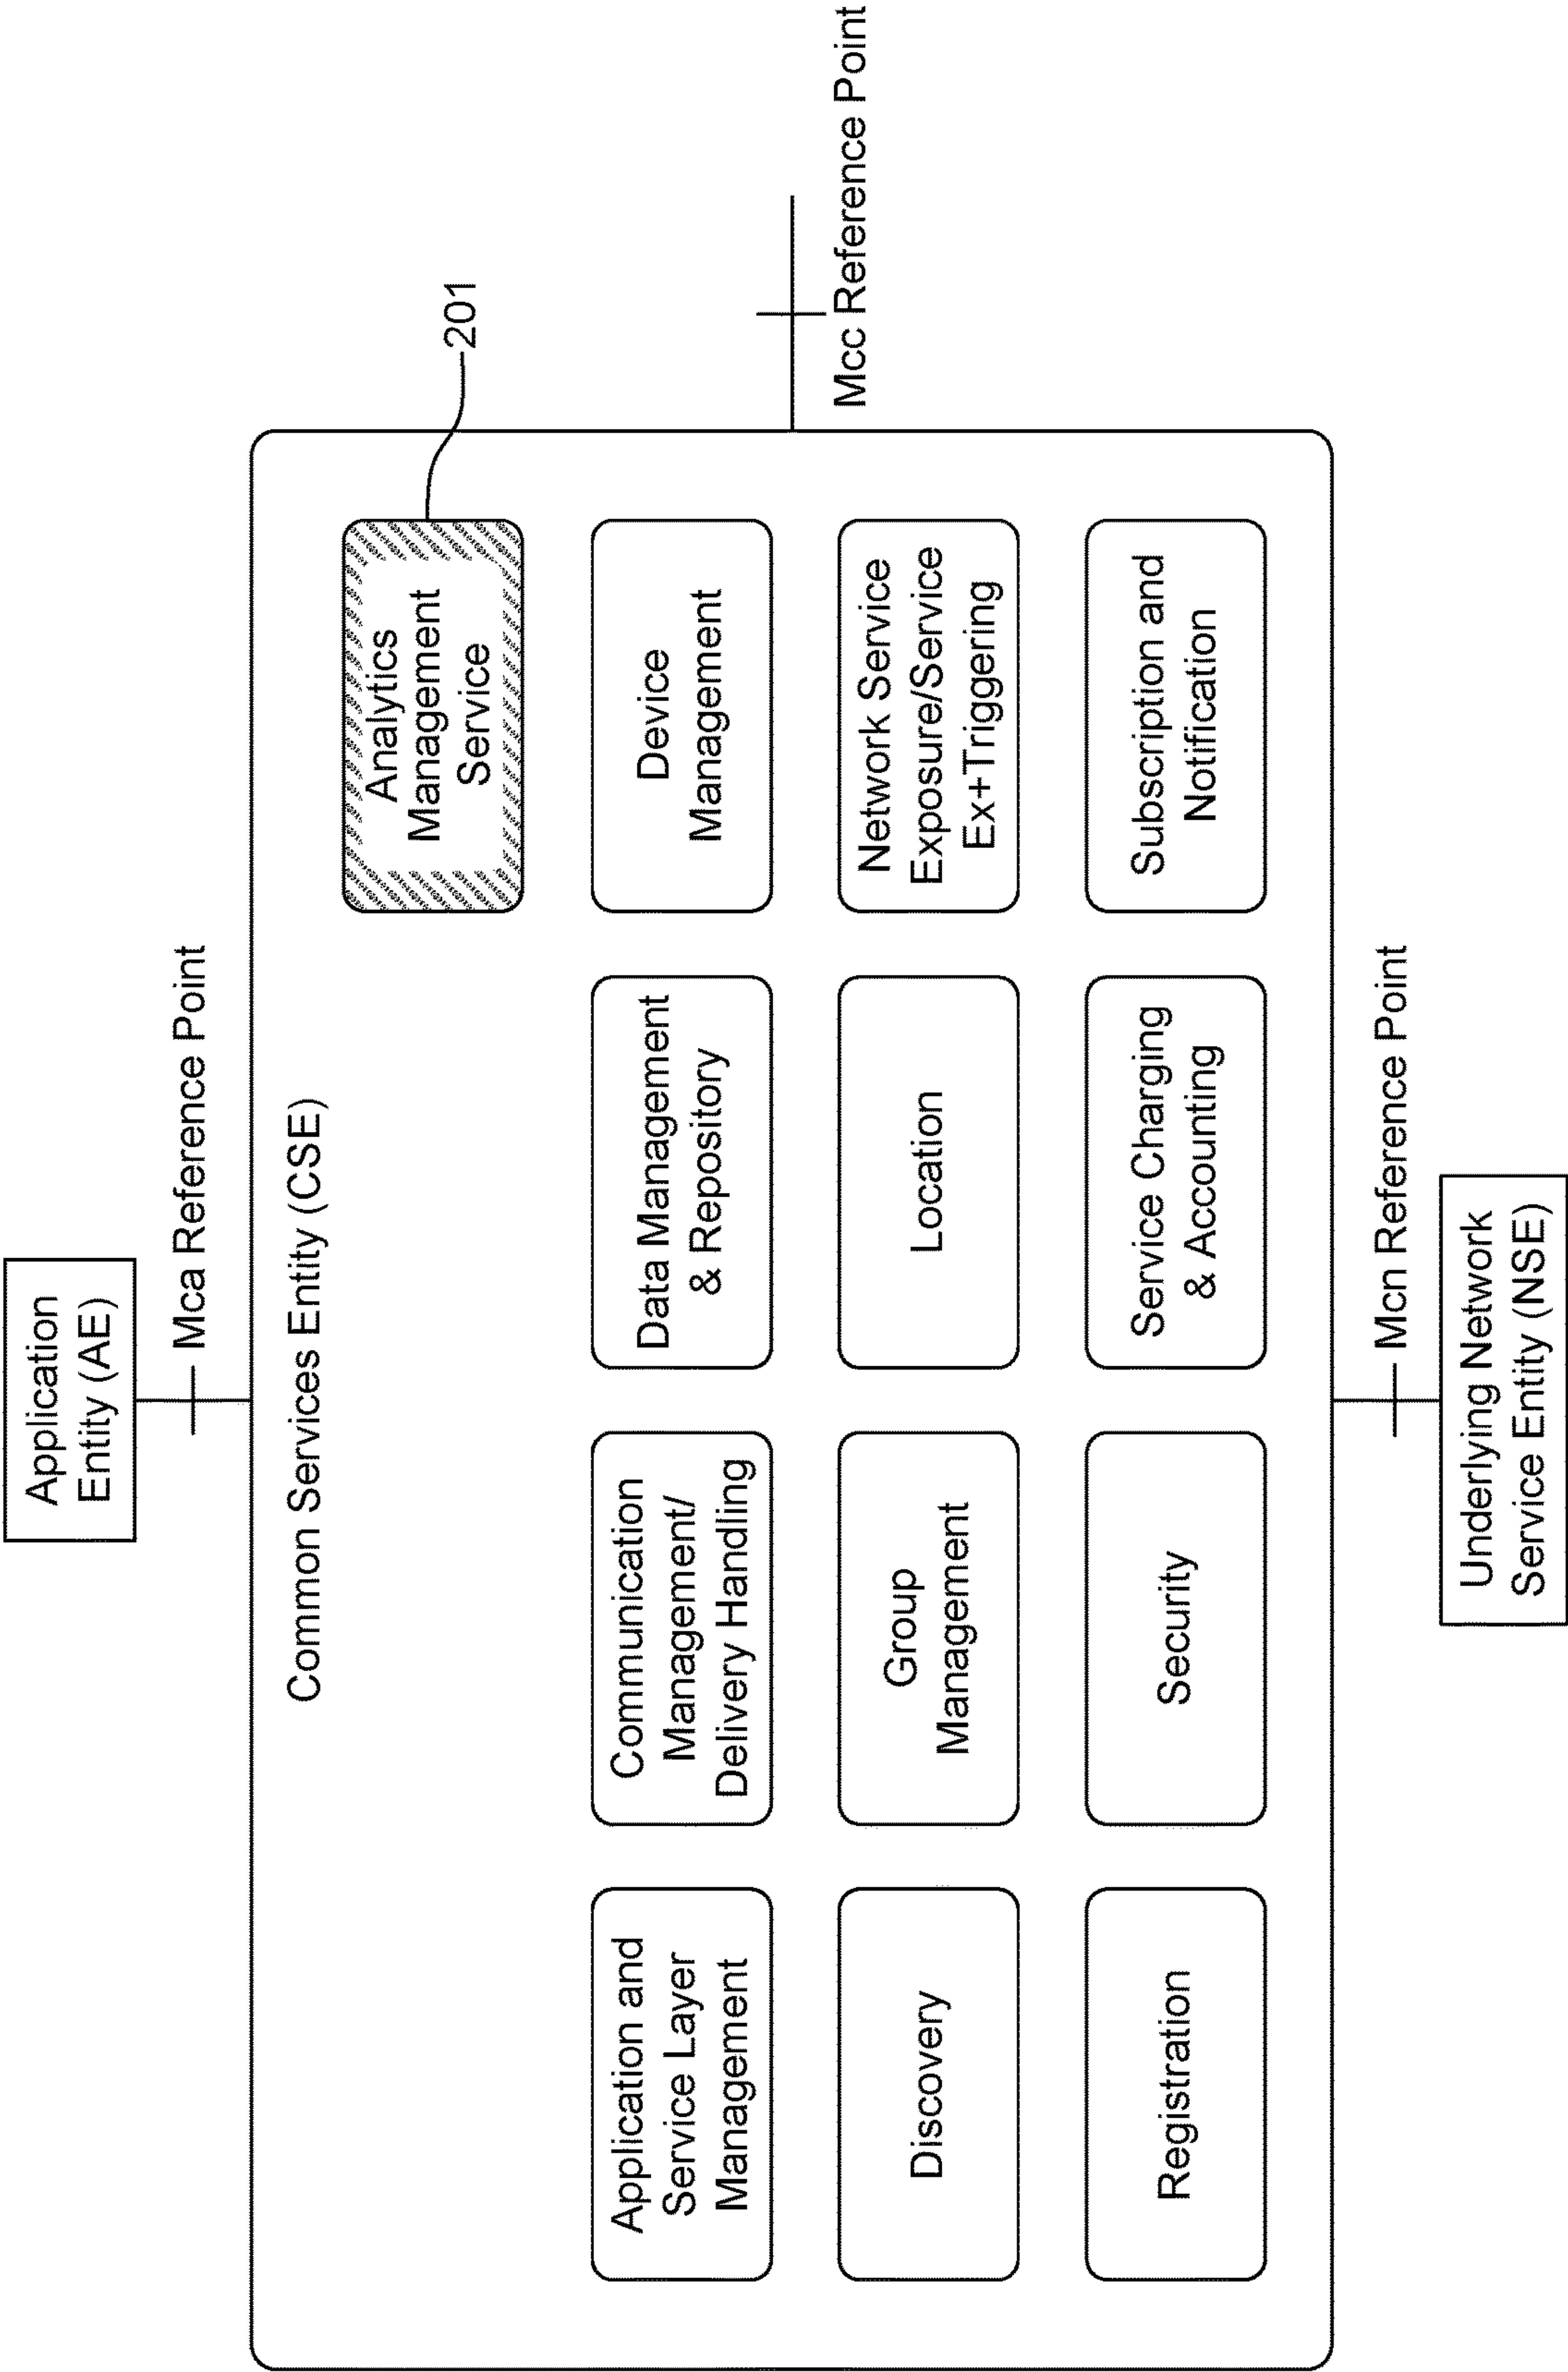 Application
Entity (AE)
Mca Reference Point
Common Services Entity (CSE)
Analytics
Management
Service
201
Application and
Service Layer
Management
Communication
Management/
Delivery Handling
Data Management
& Repository
Device
Management
Discovery
Group
Management
Location
Network Service
Exposure/Service
Ex+Triggering
Registration
Security
Service Charging
& Accounting
Subscription and
Notification
Mcc Reference Point
Mcn Reference Point
Underlying Network
Service Entity (NSE)